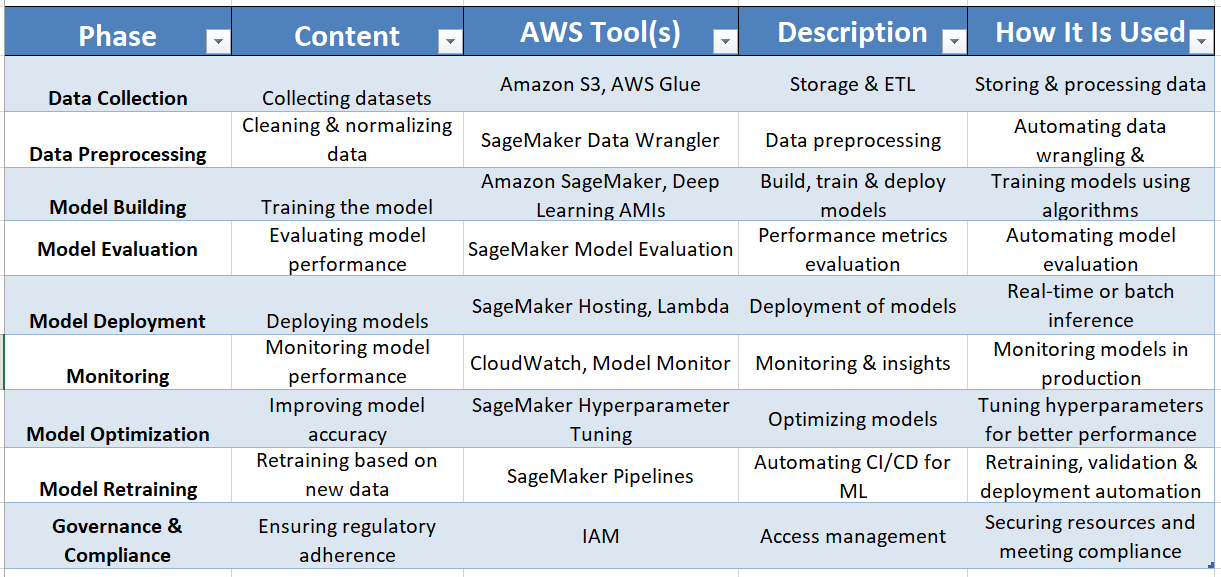 Phase Content AWS Tool(s) Description How It Is Used
Data Collection Collecting datasets Amazon S3, AWS Glue Storage & ETL Storing & processing data
Data Preprocessing Cleaning & normalizing data SageMaker Data Wrangler Data preprocessing Automating data wrangling &
Model Building Training the model Amazon SageMaker, Deep Learning AMIs Build, train & deploy models Training models using algorithms
Model Evaluation Evaluating model performance SageMaker Model Evaluation Performance metrics evaluation Automating model evaluation
Model Deployment Deploying models SageMaker Hosting, Lambda Deployment of models Real-time or batch inference
Monitoring Monitoring model performance CloudWatch, Model Monitor Monitoring & insights Monitoring models in production
Model Optimization Improving model accuracy SageMaker Hyperparameter Tuning Optimizing models Tuning hyperparameters for better performance
Model Retraining Retraining based on new data SageMaker Pipelines Automating CI/CD for ML Retraining, validation & deployment automation
Governance & Compliance Ensuring regulatory adherence IAM Access management Securing resources and meeting compliance